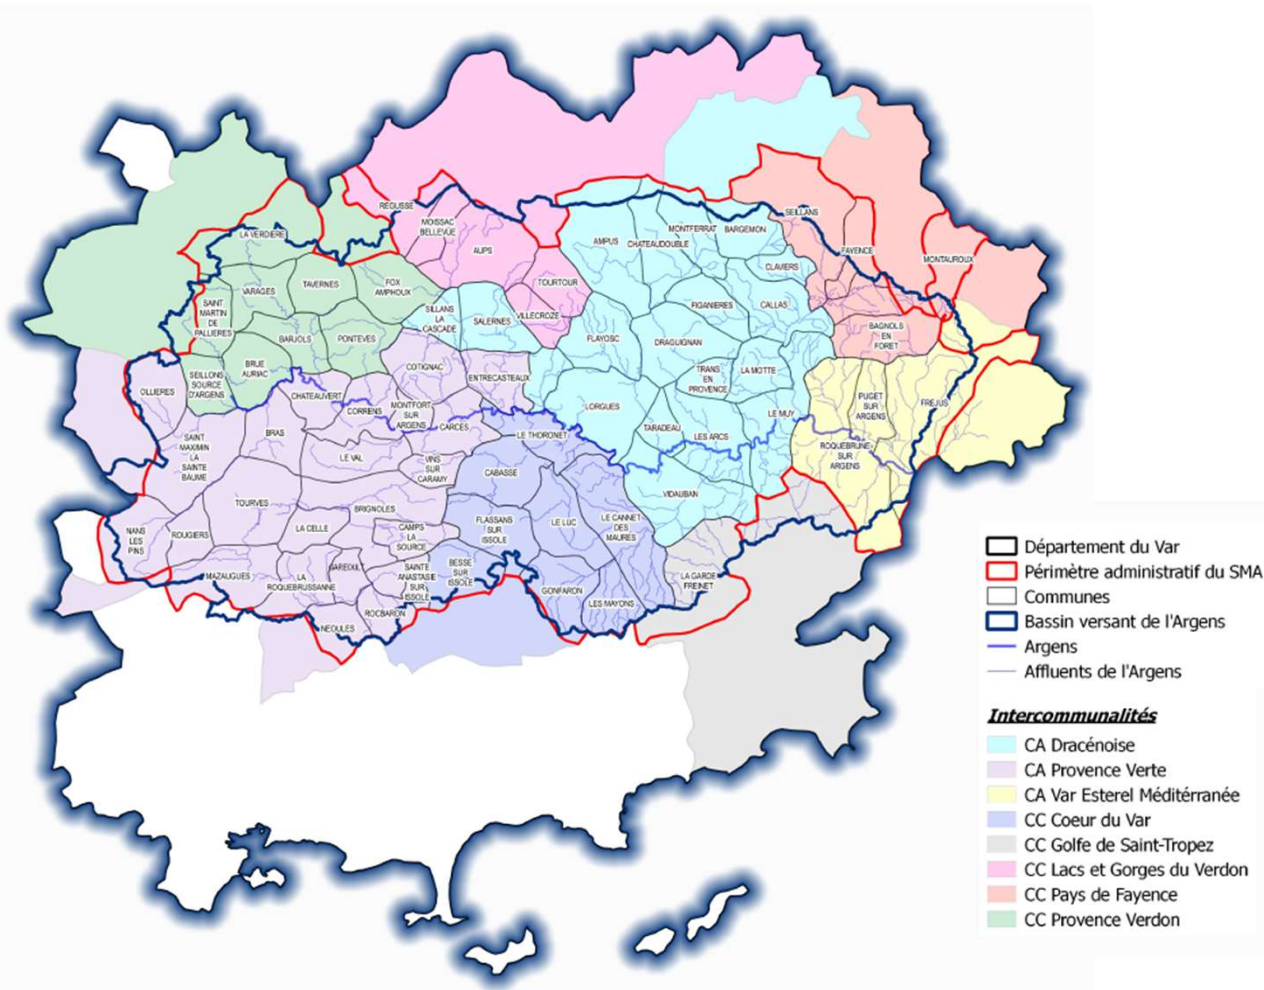 RÉGUSSE
MOISSAC
BELLEVUE
AUPS
TOURTOUR
VILLECROZE
AMPUS
CHATEAUDOUBLE
MONTFERRAT
BARGEMON
CLAVIERS
SEILLANS
FAYENCE
MONTAUROUX
LA VERDIERE
VARAGES
TAVERNES
FOX
AMPHOUX
SAINT
MARTIN
DE
PALLIERES
BARJOLS
PONTEVÈS
SILLANS
LA
CASCADE
SALERNES
FIGANIERES
CALLAS
BAGNOLS
EN
FORET
FLAYOSC
DRAGUIGNAN
TRANS
EN
PROVENCE
LA MOTTE
OLLIERES
SEILLONS
SOURCE
D'ARGENS
BRUE
AURIAC
COTIGNAC
ENTRECASTEAUX
CHATEAUVERT
CORRENS
MONTFORT
SUR
ARGENS
CARCES
LORGUES
TARADEAU
LES ARCS
LE MUY
PUGET
SUR
ARGENS
FREJUS
ROQUEBRUNE
SUR
ARGENS
SAINT
MAXIMIN
LA
SAINTE
BAUME
BRAS
LE VAL
VINS
SUR
CARAMY
LE THORONET
CABASSE
VIDAUBAN
TOURVES
BRIGNOLES
LA CELLE
CAMPS
LA
SOURCE
FLASSANS
SUR
ISSOLE
LE LUC
LE CANNET
DES
MAURES
NANS
LES
PINS
ROUGIERS
MAZAUGUES
LA
ROQUEBRUSSANNE
GAREOULT
SAINTE
ANASTASIE
SUR
ISSOLE
BESSE
SUR
ISSOLE
GONFARON
LES MAYONS
LA GARDE
FREINET
ROCBARON
NEOULES
Département du Var
Périmètre administratif du SMA
Communes
Bassin versant de l'Argens
Argens
Affluents de l'Argens
Intercommunalités
CA Dracénoise
CA Provence Verte
CA Var Esterel Méditérranée
CC Coeur du Var
CC Golfe de Saint-Tropez
CC Lacs et Gorges du Verdon
CC Pays de Fayence
CC Provence Verdon